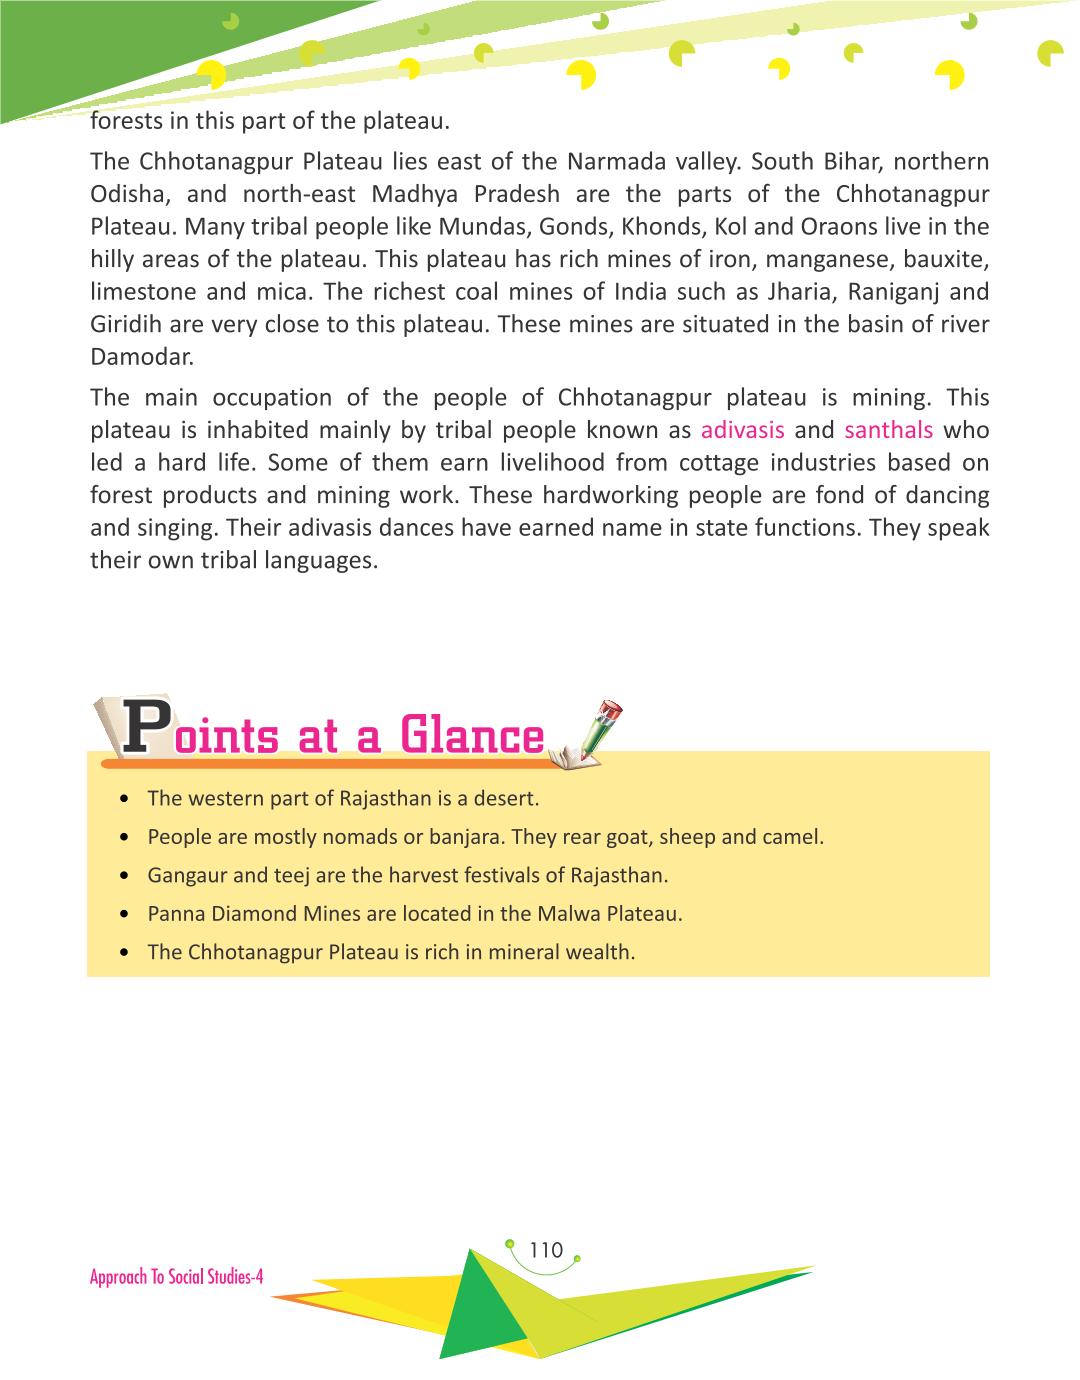 forests in this part of the plateau.
The Chhotanagpur Plateau lies east of the Narmada valley. South Bihar, northern
Odisha, and north-east Madhya Pradesh are the parts of the Chhotanagpur
Plateau. Many tribal people like Mundas, Gonds, Khonds, Kol and Oraons live in the
hilly areas of the plateau. This plateau has rich mines of iron, manganese, bauxite,
limestone and mica. The richest coal mines of India such as Jharia, Raniganj and
Giridih are very close to this plateau. These mines are situated in the basin of river
Damodar.
The main occupation of the people of Chhotanagpur plateau is mining. This
plateau is inhabited mainly by tribal people known as adivasis and santhals who
led a hard life. Some of them earn livelihood from cottage industries based on
forest products and mining work. These hardworking people are fond of dancing
and singing. Their adivasis dances have earned name in state functions. They speak
their own tribal languages.
Points at a Glance
• The western part of Rajasthan is a desert.
• People are mostly nomads or banjara. They rear goat, sheep and camel.
• Gangaur and teej are the harvest festivals of Rajasthan.
• Panna Diamond Mines are located in the Malwa Plateau.
• The Chhotanagpur Plateau is rich in mineral wealth.
110
Approach To Social Studies-4